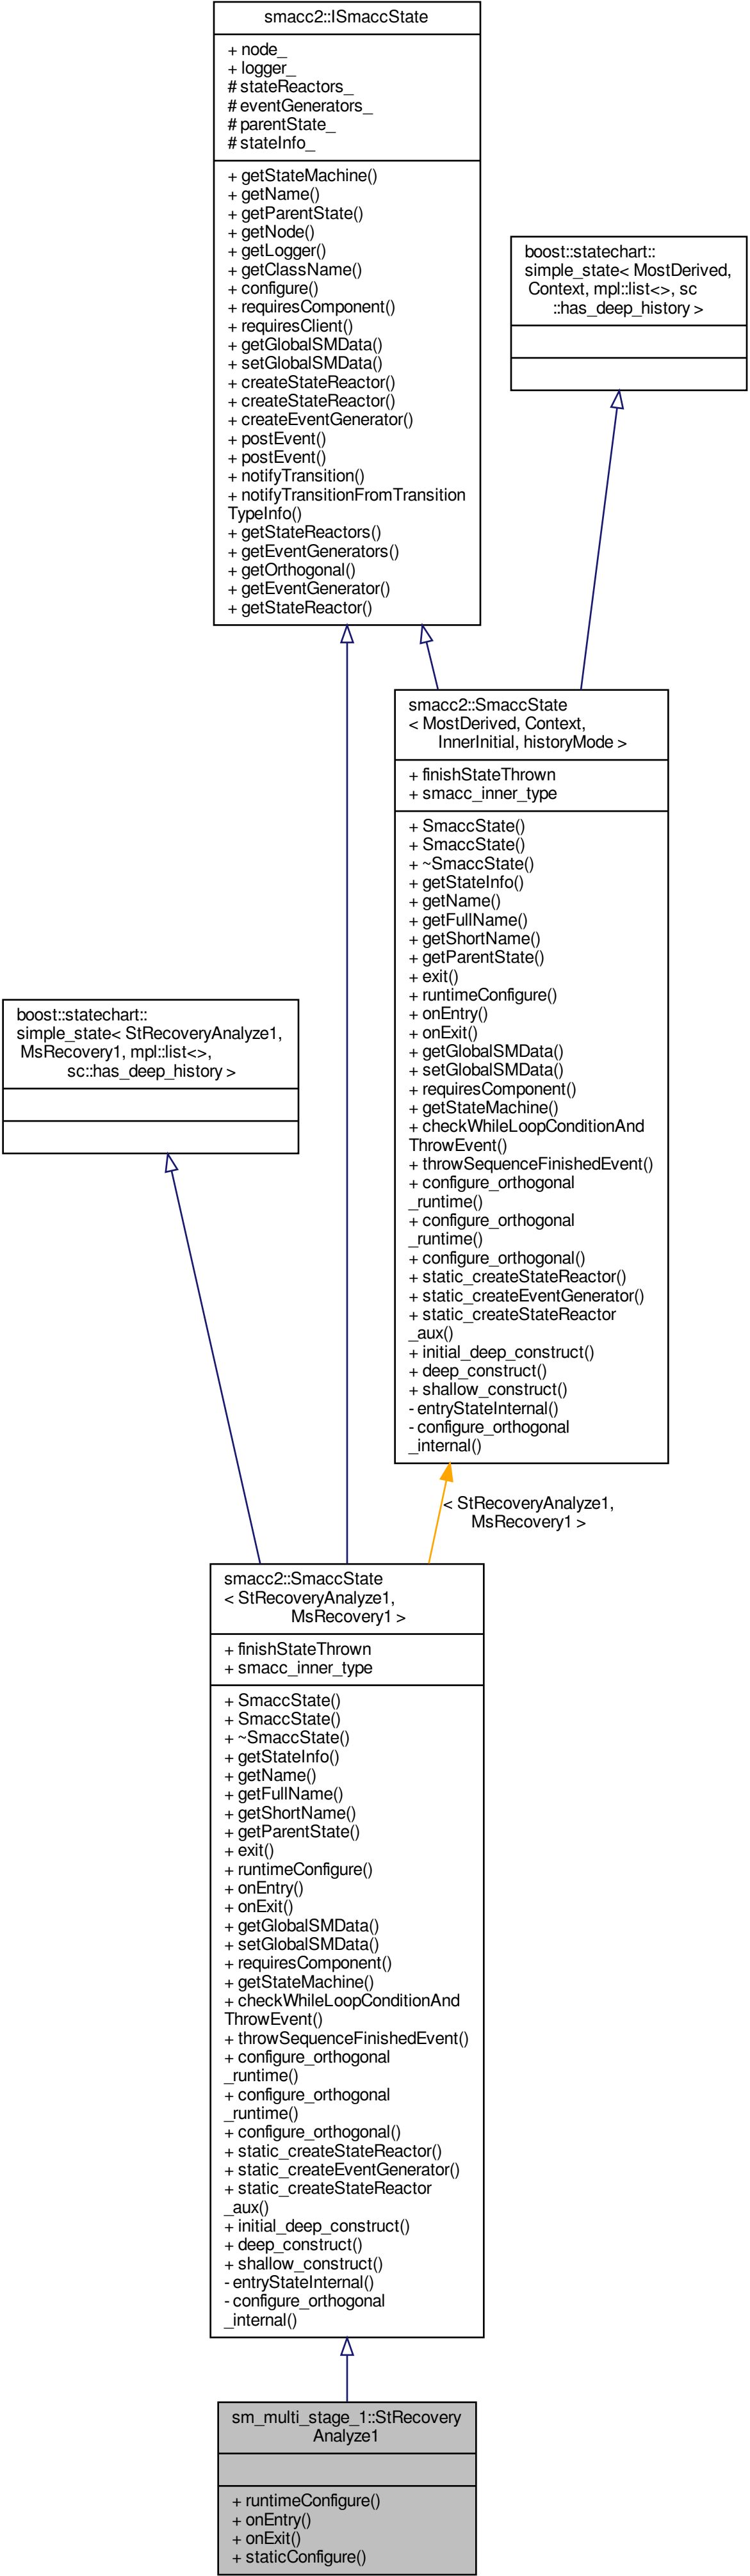 smacc2::ISmaccState
+ node_
+ logger_
# stateReactors_
# eventGenerators_
# parentState_
# stateInfo_
+ getStateMachine()
+ getName()
+ getParentState()
+ getNode()
+ getLogger()
+ getClassName()
+ configure()
+ requiresComponent()
+ requiresClient()
+ getGlobalSMData()
+ setGlobalSMData()
+ createStateReactor()
+ createStateReactor()
+ createEventGenerator()
+ postEvent()
+ postEvent()
+ notifyTransition()
+ notifyTransitionFromTransition
TypeInfo()
+ getStateReactors()
+ getEventGenerators()
+ getOrthogonal()
+ getEventGenerator()
+ getStateReactor()
boost::statechart::
simple_state< MostDerived,
Context, mpl::list<>, sc
::has_deep_history >
smacc2::SmaccState
< MostDerived, Context,
InnerInitial, historyMode >
+ finishStateThrown
+ smacc_inner_type
+ SmaccState()
+ SmaccState()
+ ~SmaccState()
+ getStateInfo()
+ getName()
+ getFullName()
+ getShortName()
+ getParentState()
+ exit()
+ runtimeConfigure()
+ onEntry()
+ onExit()
+ getGlobalSMData()
+ setGlobalSMData()
+ requiresComponent()
+ getStateMachine()
+ checkWhileLoopConditionAnd
ThrowEvent()
+ throwSequenceFinishedEvent()
+ configure_orthogonal
_runtime()
+ configure_orthogonal
_runtime()
+ configure_orthogonal()
+ static_createStateReactor()
+ static_createEventGenerator()
+ static_createStateReactor
_aux()
+ initial_deep_construct()
+ deep_construct()
+ shallow_construct()
- entryStateInternal()
- configure_orthogonal
_internal()
boost::statechart::
simple_state< StRecoveryAnalyze1,
MsRecovery1, mpl::list<>,
sc::has_deep_history >
< StRecoveryAnalyze1,
MsRecovery1 >
smacc2::SmaccState
< StRecoveryAnalyze1,
MsRecovery1 >
+ finishStateThrown
+ smacc_inner_type
+ SmaccState()
+ SmaccState()
+ ~SmaccState()
+ getStateInfo()
+ getName()
+ getFullName()
+ getShortName()
+ getParentState()
+ exit()
+ runtimeConfigure()
+ onEntry()
+ onExit()
+ getGlobalSMData()
+ setGlobalSMData()
+ requiresComponent()
+ getStateMachine()
+ checkWhileLoopConditionAnd
ThrowEvent()
+ throwSequenceFinishedEvent()
+ configure_orthogonal
_runtime()
+ configure_orthogonal
_runtime()
+ configure_orthogonal()
+ static_createStateReactor()
+ static_createEventGenerator()
+ static_createStateReactor
_aux()
+ initial_deep_construct()
+ deep_construct()
+ shallow_construct()
- entryStateInternal()
- configure_orthogonal
_internal()
sm_multi_stage_1::StRecovery
Analyze1
+ runtimeConfigure()
+ onEntry()
+ onExit()
+ staticConfigure()